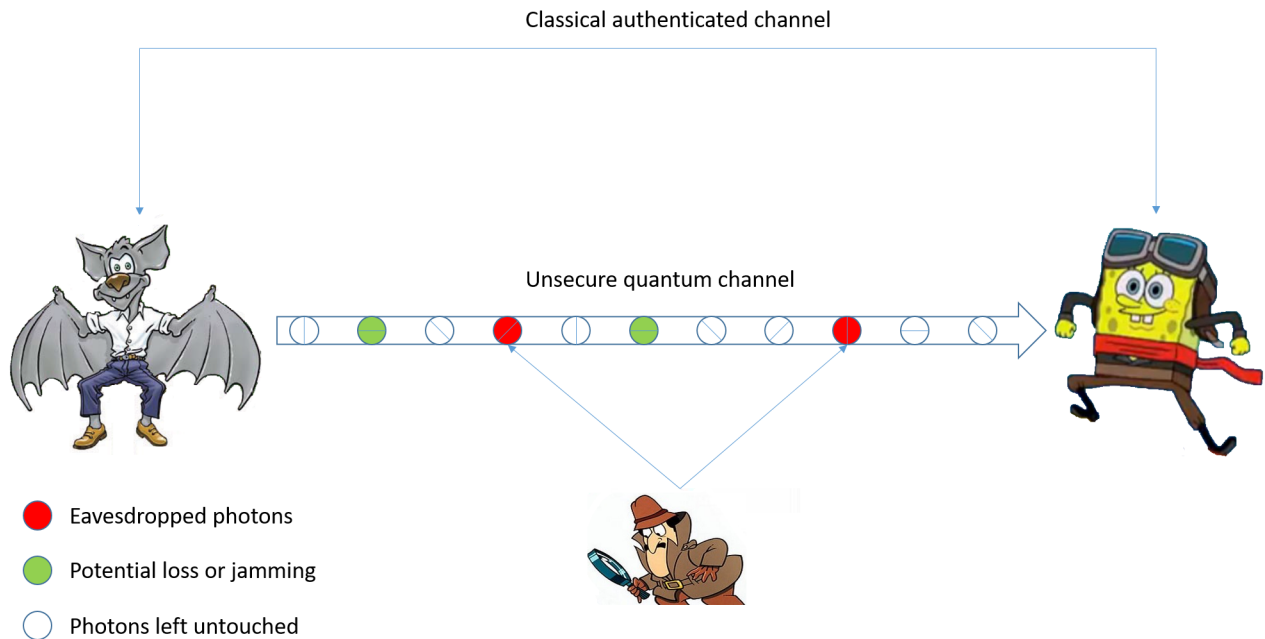 Classical authenticated channel
Unsecure quantum channel
Eavesdropped photons
Potential loss or jamming
Photons left untouched